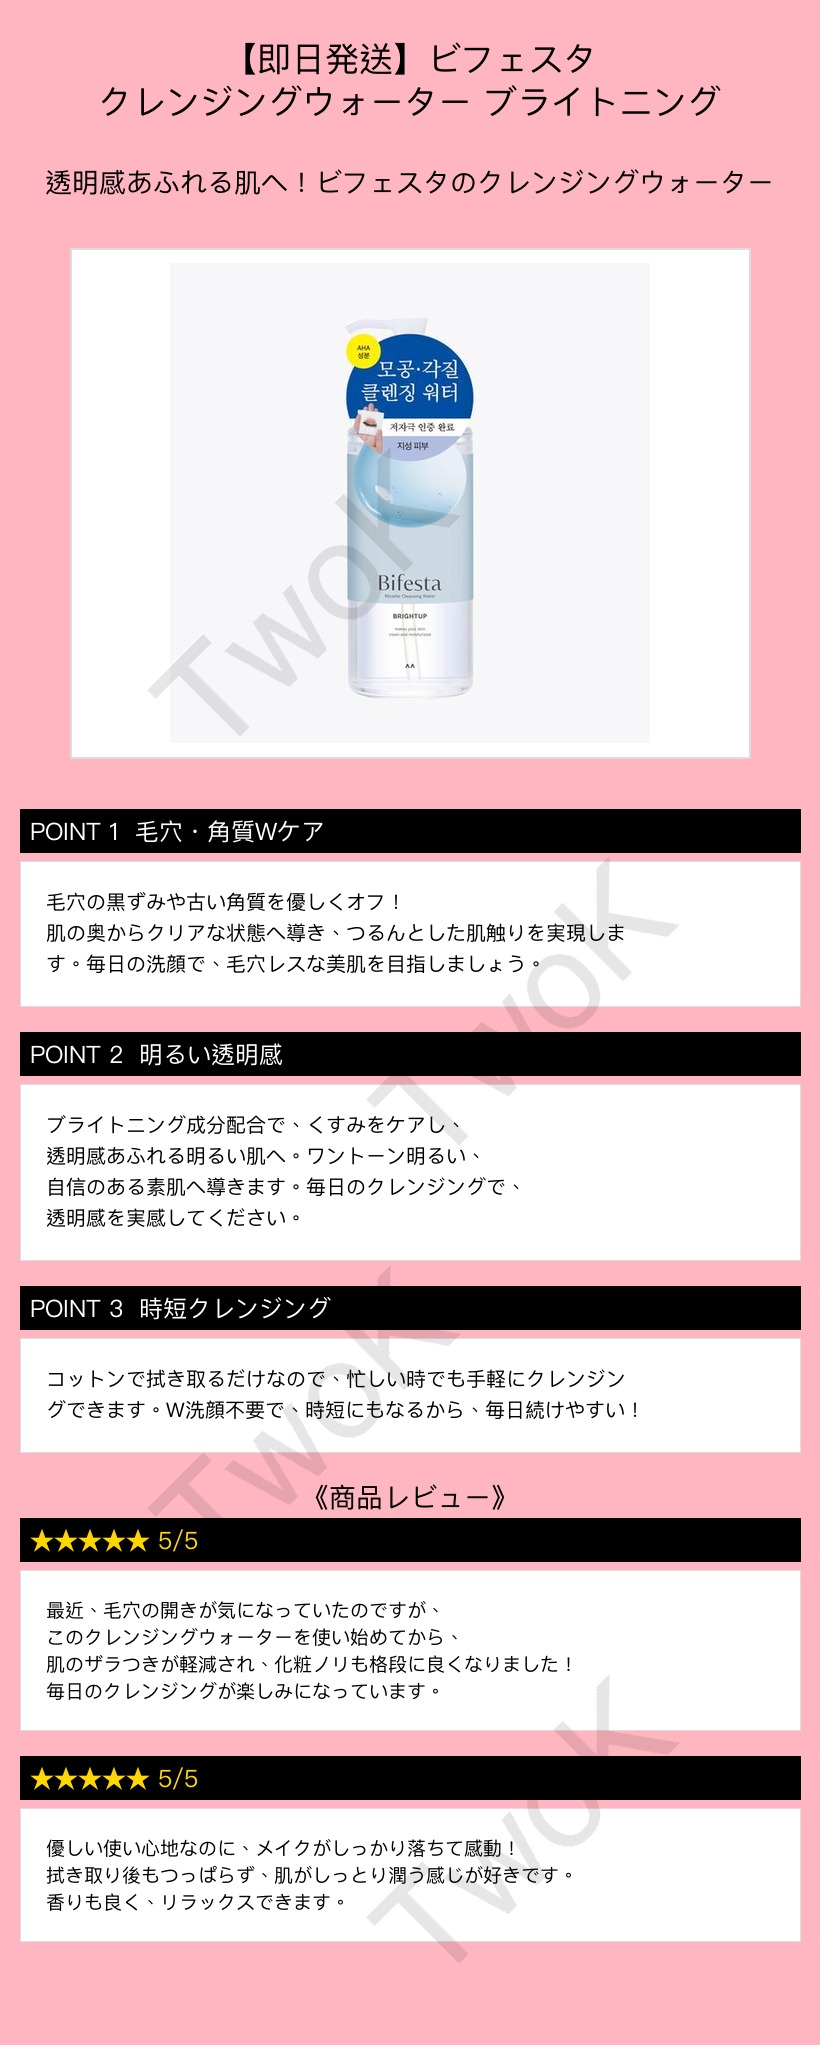 【即日発送】ビフェスタ
クレンジングウォーター ブライトニング
透明感あふれる肌へ！ビフェスタのクレンジングウォーター
AHA
성분
모공·각질
클렌징 워터
저자극 인증 완료
지성 피부
Bifesta
Micellar Cleansing Water
BRIGHTUP
makes your skin
clean and moisturized
TwoK
POINT 1 毛穴・角質Wケア
毛穴の黒ずみや古い角質を優しくオフ！
肌の奥からクリアな状態へ導き、つるんとした肌触りを実現しま
す。毎日の洗顔で、毛穴レスな美肌を目指しましょう。
TwoK
POINT 2 明るい透明感
ブライトニング成分配合で、くすみをケアし、
透明感あふれる明るい肌へ。ワントーン明るい、
自信のある素肌へ導きます。毎日のクレンジングで、
透明感を実感してください。
POINT 3 時短クレンジング
コットンで拭き取るだけなので、忙しい時でも手軽にクレンジン
グできます。W洗顔不要で、時短にもなるから、毎日続けやすい！
TwoK
《商品レビュー》
★★★★★ 5/5
最近、毛穴の開きが気になっていたのですが、
このクレンジングウォーターを使い始めてから、
肌のザラつきが軽減され、化粧ノリも格段に良くなりました！
毎日のクレンジングが楽しみになっています。
★★★★★ 5/5
優しい使い心地なのに、メイクがしっかり落ちて感動！
拭き取り後もつっぱらず、肌がしっとり潤う感じが好きです。
香りも良く、リラックスできます。
TwoK